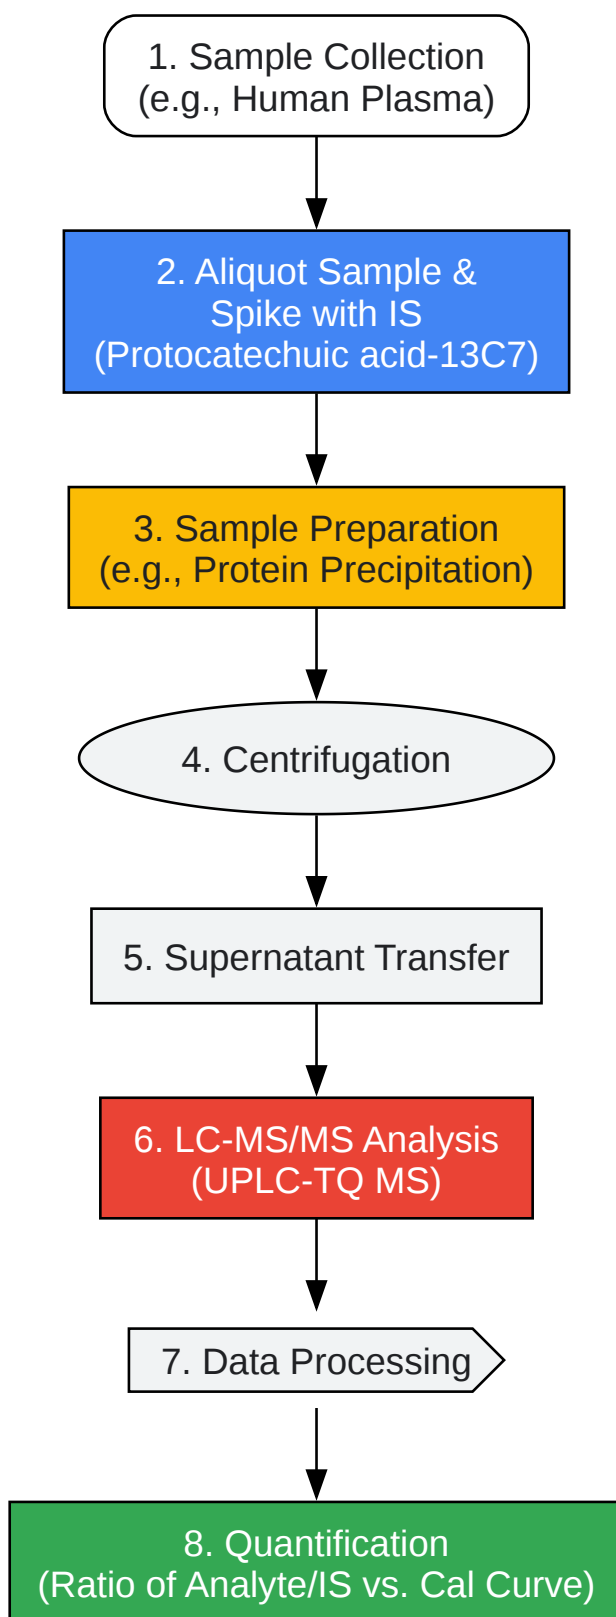 1. Sample Collection
(e.g., Human Plasma)
2. Aliquot Sample &
Spike with IS
(Protocatechuic acid-13C7)
3. Sample Preparation
(e.g., Protein Precipitation)
4. Centrifugation
5. Supernatant Transfer
6. LC-MS/MS Analysis
(UPLC-TQ MS)
7. Data Processing
8. Quantification
(Ratio of Analyte/IS vs. Cal Curve)